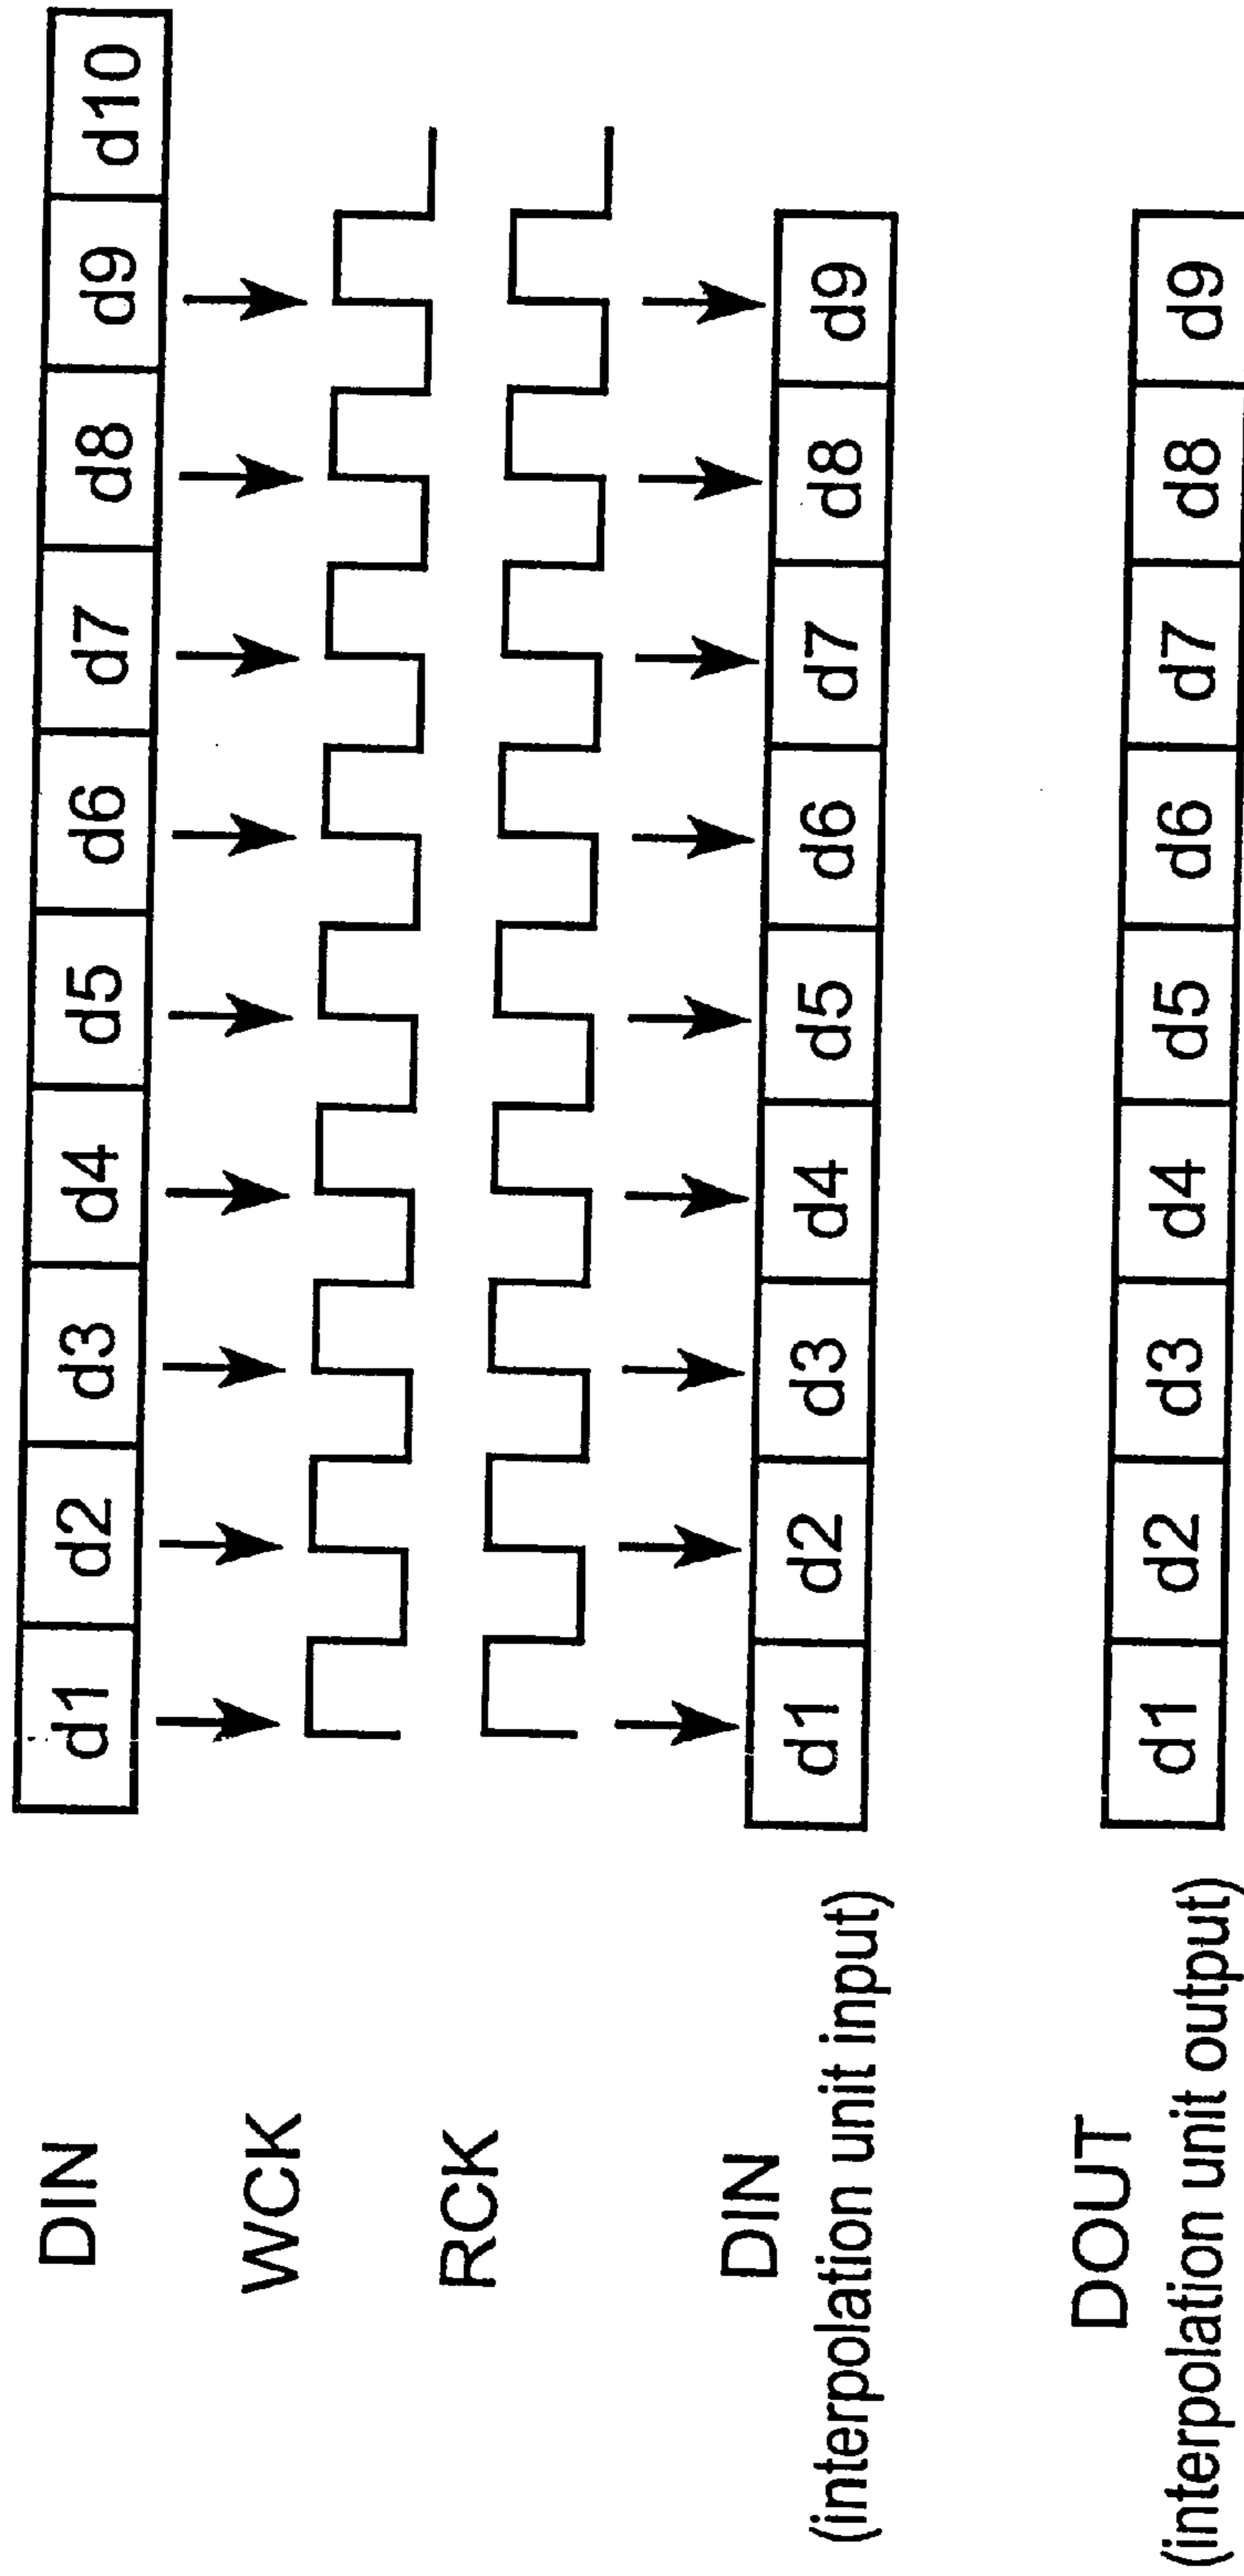 DIN d1 d2 d3 d4 d5 d6 d7 d8 d9 d10
WCK
RCK
DIN d1 d2 d3 d4 d5 d6 d7 d8 d9
(interpolation unit input)
DOUT d1 d2 d3 d4 d5 d6 d7 d8 d9
(interpolation unit output)